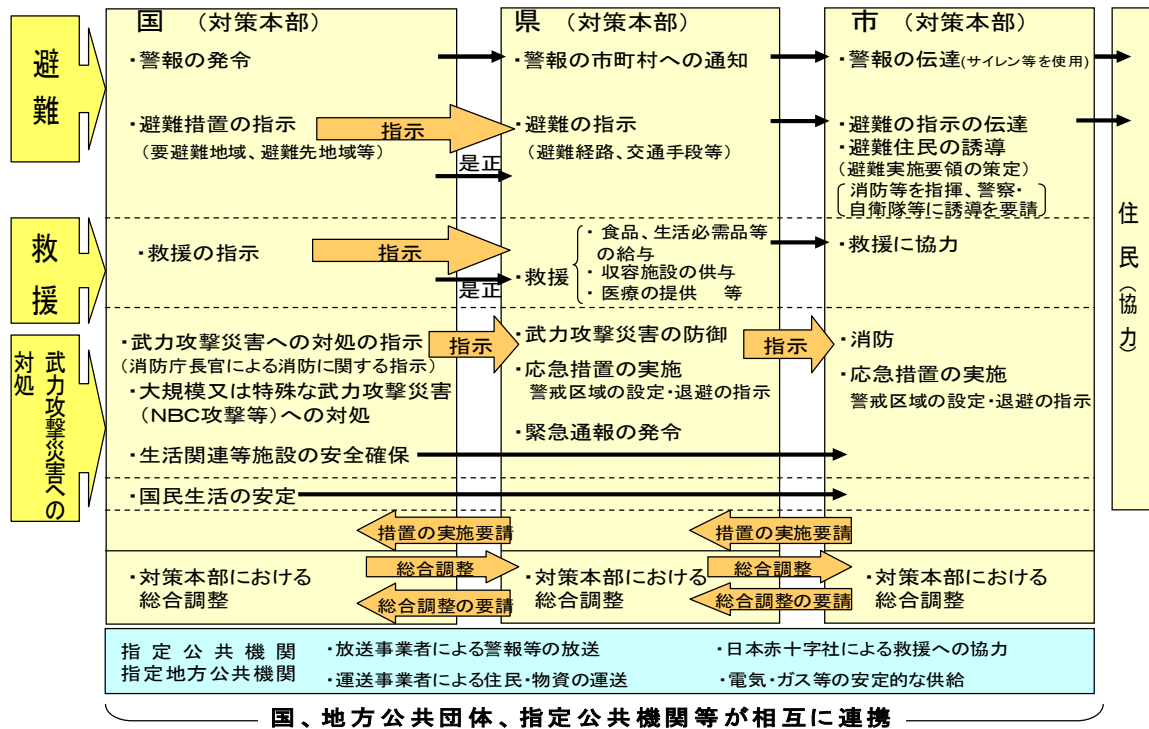 国 (対策本部)
県 (対策本部)
市 (対策本部)
避難
・警報の発令
・警報の市町村への通知
・警報の伝達(サイレン等を使用)
・避難措置の指示
(要避難地域、避難先地域等)
指示
是正
・避難の指示
(避難経路、交通手段等)
・避難の指示の伝達
・避難住民の誘導
(避難実施要領の策定)
消防等を指揮、警察・
自衛隊等に誘導を要請
救援
・救援の指示
指示
是正
・救援
・食品、生活必需品等
の給与
・収容施設の供与
・医療の提供 等
・救援に協力
武力攻撃災害への
対処
・武力攻撃災害への対処の指示
(消防庁長官による消防に関する指示)
・大規模又は特殊な武力攻撃災害
(NBC攻撃等)への対処
・生活関連等施設の安全確保
・国民生活の安定
指示
・武力攻撃災害の防御
・応急措置の実施
警戒区域の設定・退避の指示
・緊急通報の発令
指示
・消防
・応急措置の実施
警戒区域の設定・退避の指示
住民(協力)
措置の実施要請
措置の実施要請
・対策本部における
総合調整
総合調整
総合調整の要請
・対策本部における
総合調整
総合調整
総合調整の要請
・対策本部における
総合調整
指定公共機関
指定地方公共機関
・放送事業者による警報等の放送
・運送事業者による住民・物資の運送
・日本赤十字社による救援への協力
・電気・ガス等の安定的な供給
国、地方公共団体、指定公共機関等が相互に連携